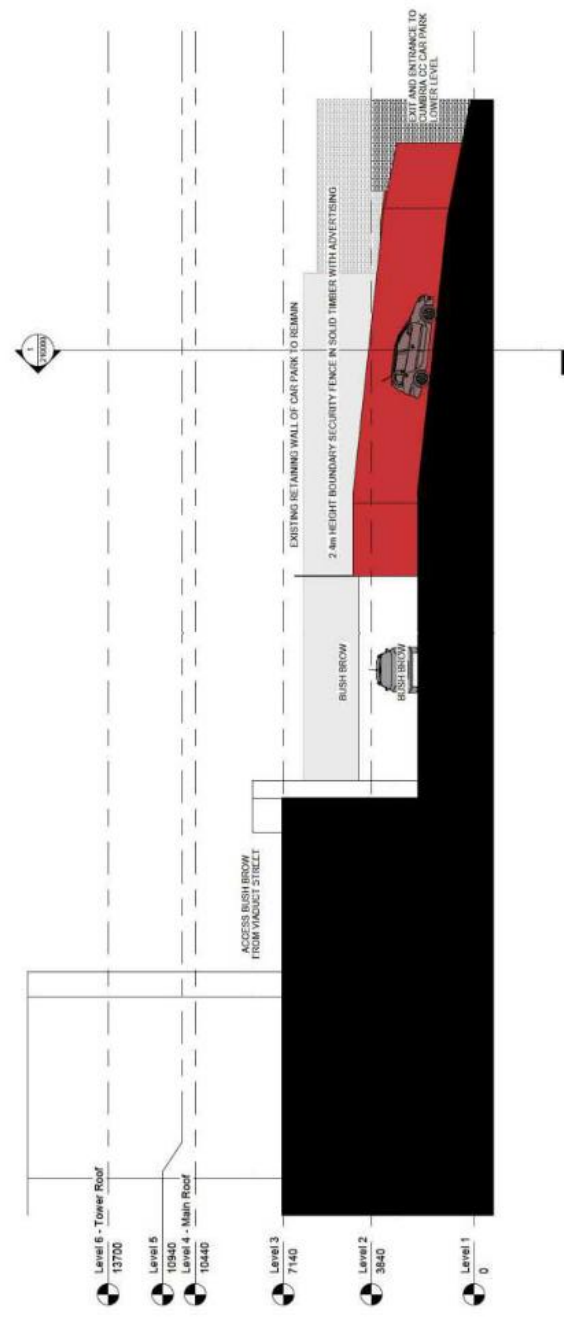 Level 6 - Tower Roof
13700
Level 5
10940
Level 4 - Main Roof
10440
Level 3
7140
Level 2
3840
Level 1
0
ACCESS BUSH BROW
FROM VIADUCT STREET
BUSH BROW
BUSH BROW
EXISTING RETAINING WALL OF CAR PARK TO REMAIN
2.4m HEIGHT BOUNDARY SECURITY FENCE IN SOLID TIMBER WITH ADVERTISING
1
EXIT AND ENTRANCE TO
CUMBRIA CC CAR PARK
LOWER LEVEL